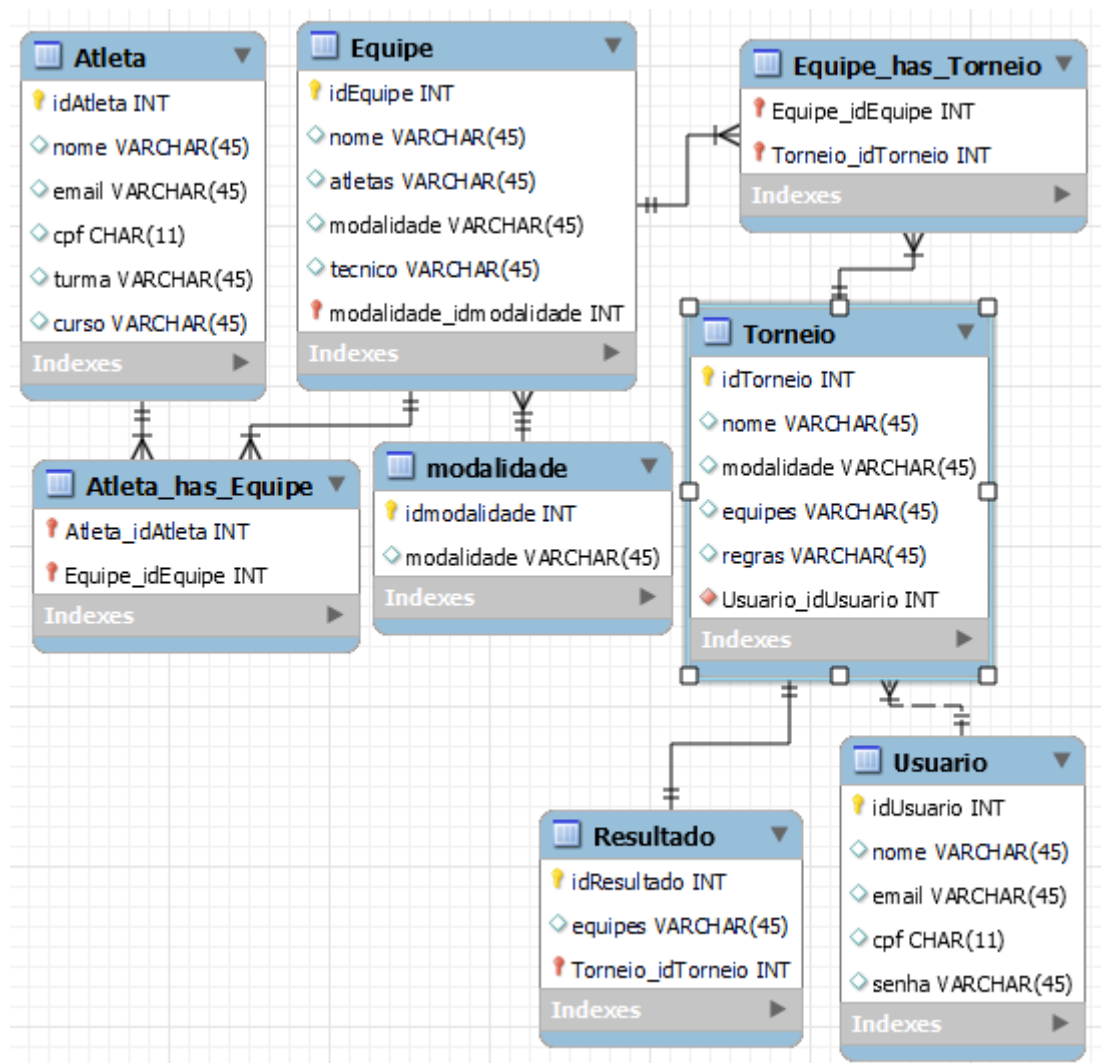 Atleta
idAtleta INT
nome VARCHAR(45)
email VARCHAR(45)
cpf CHAR(11)
turma VARCHAR(45)
curso VARCHAR(45)
Indexes
Equipe
idEquipe INT
nome VARCHAR(45)
atletas VARCHAR(45)
modalidade VARCHAR(45)
tecnico VARCHAR(45)
modalidade_idmodalidade INT
Indexes
Equipe_has_Torneio
Equipe_idEquipe INT
Torneio_idTorneio INT
Indexes
Torneio
idTorneio INT
nome VARCHAR(45)
modalidade VARCHAR(45)
equipes VARCHAR(45)
regras VARCHAR(45)
Usuario_idUsuario INT
Indexes
Atleta_has_Equipe
Atleta_idAtleta INT
Equipe_idEquipe INT
Indexes
modalidade
idmodalidade INT
modalidade VARCHAR(45)
Indexes
Resultado
idResultado INT
equipes VARCHAR(45)
Torneio_idTorneio INT
Indexes
Usuario
idUsuario INT
nome VARCHAR(45)
email VARCHAR(45)
cpf CHAR(11)
senha VARCHAR(45)
Indexes